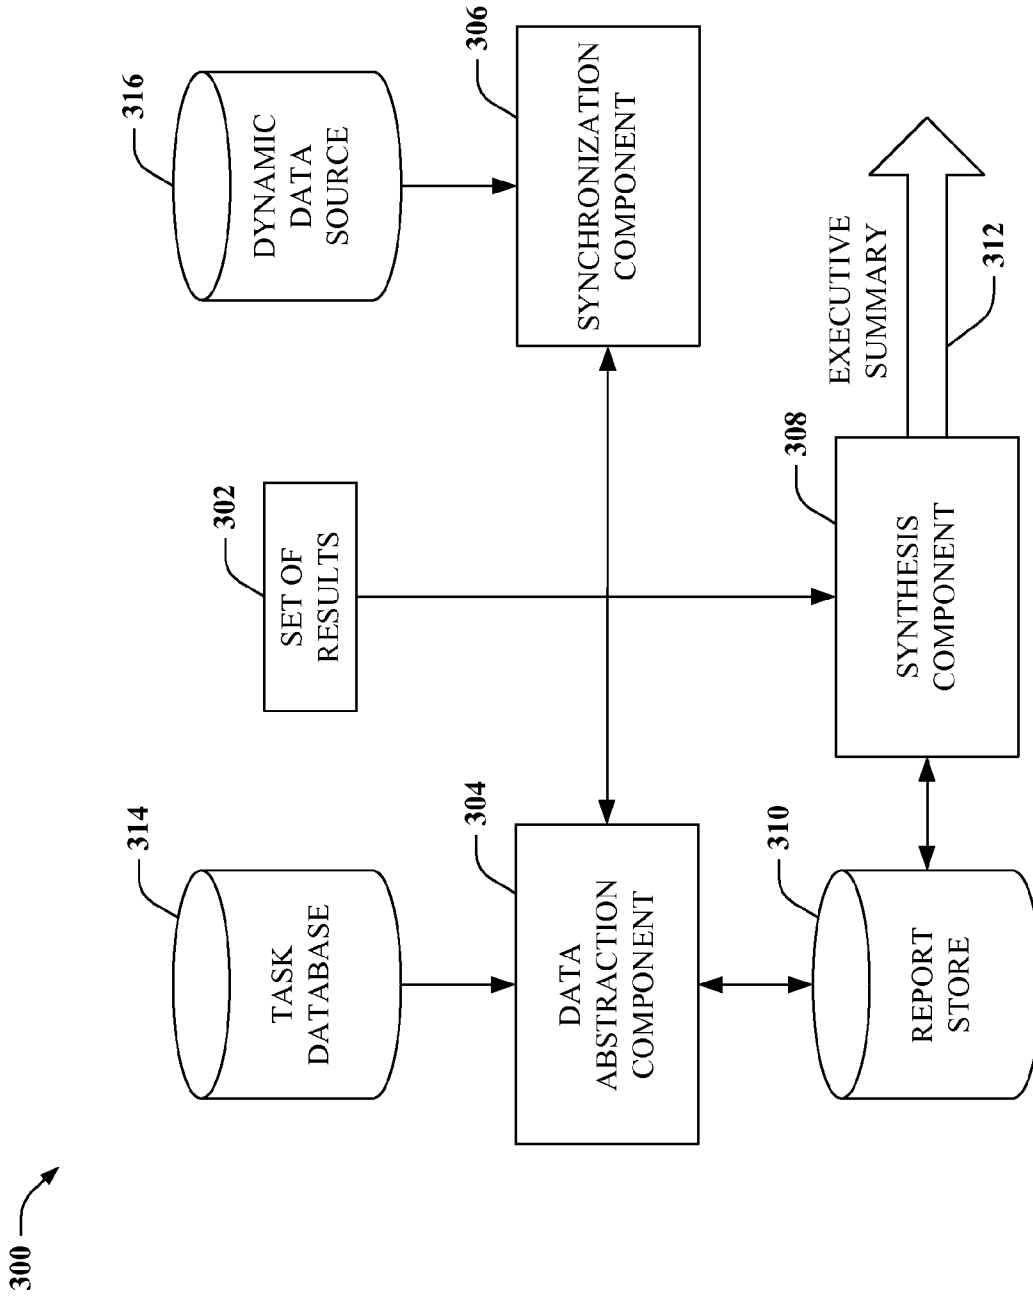 300
314
TASK
DATABASE
302
SET OF
RESULTS
316
DYNAMIC
DATA
SOURCE
304
DATA
ABSTRACTION
COMPONENT
306
SYNCHRONIZATION
COMPONENT
310
REPORT
STORE
308
SYNTHESIS
COMPONENT
EXECUTIVE
SUMMARY
312